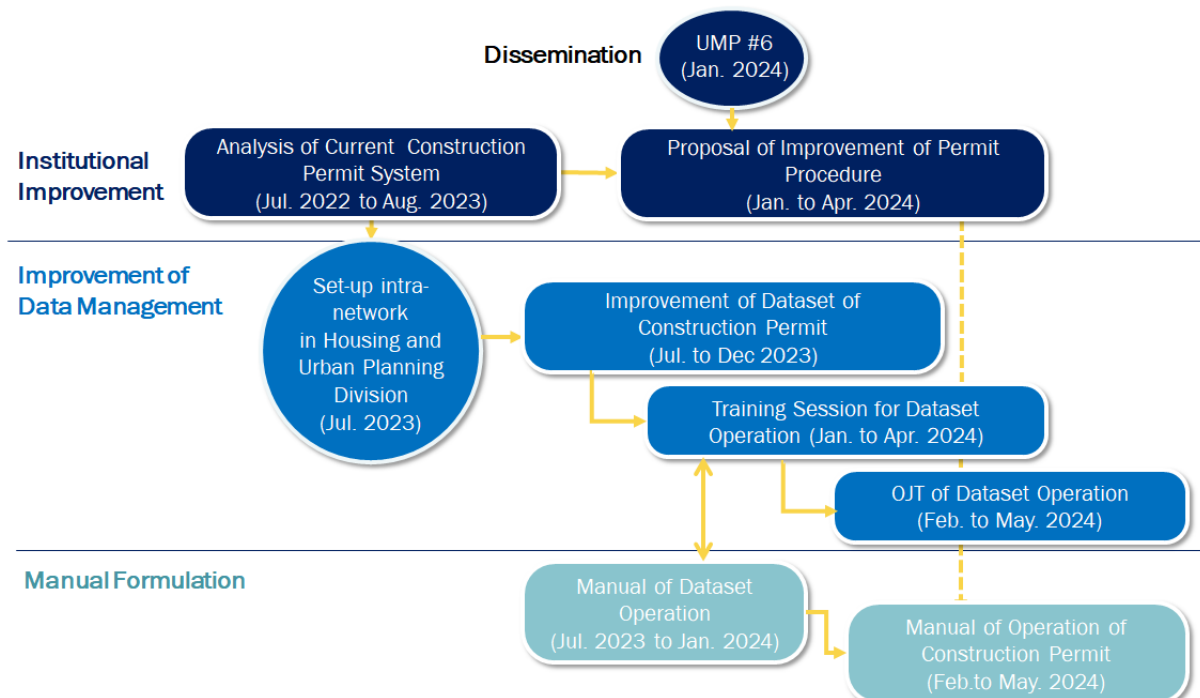 Dissemination
UMP #6
(Jan. 2024)
Institutional
Improvement
Analysis of Current Construction
Permit System
(Jul. 2022 to Aug. 2023)
Proposal of Improvement of Permit
Procedure
(Jan. to Apr. 2024)
Improvement of
Data Management
Set-up intra-
network
in Housing and
Urban Planning
Division
(Jul. 2023)
Improvement of Dataset of
Construction Permit
(Jul. to Dec 2023)
Training Session for Dataset
Operation (Jan. to Apr. 2024)
OJT of Dataset Operation
(Feb. to May. 2024)
Manual Formulation
Manual of Dataset
Operation
(Jul. 2023 to Jan. 2024)
Manual of Operation of
Construction Permit
(Feb.to May. 2024)